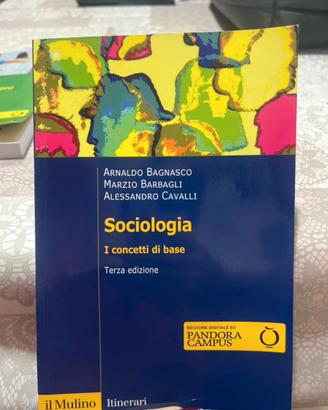 ARNALDO BAGNASCO
MARZIO BARBAGLI
ALESSANDRO CAVALLI
Sociologia
I concetti di base
Terza edizione
EDIZIONE DIGITALE SU
PANDORA
CAMPUS
il Mulino Itinerari